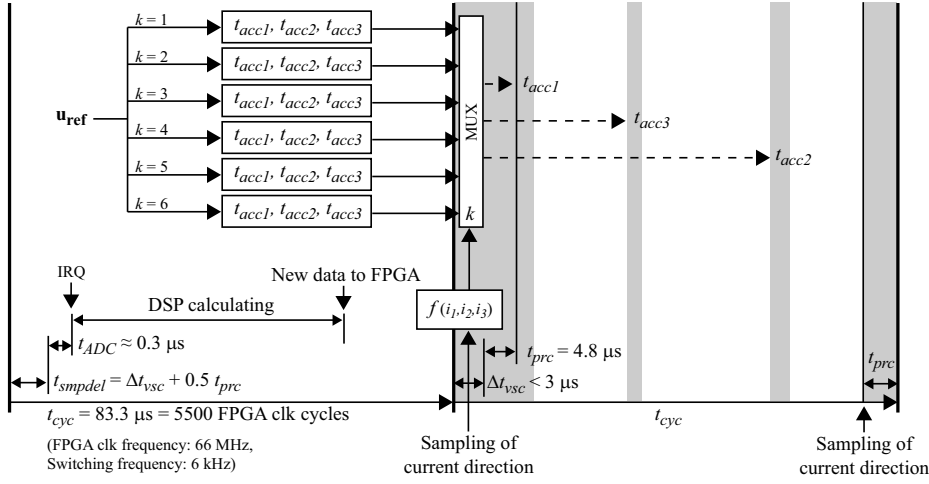 k = 1
t_acc1, t_acc2, t_acc3
k = 2
t_acc1, t_acc2, t_acc3
k = 3
t_acc1, t_acc2, t_acc3
u_ref
k = 4
t_acc1, t_acc2, t_acc3
k = 5
t_acc1, t_acc2, t_acc3
k = 6
t_acc1, t_acc2, t_acc3
MUX
k
t_acc1
t_acc3
t_acc2
IRQ
New data to FPGA
DSP calculating
f(i_1,i_2,i_3)
t_ADC ≈ 0.3 μs
t_prc = 4.8 μs
t_prc
t_smpdel = Δt_vsc + 0.5 t_prc
Δt_vsc < 3 μs
t_cyc = 83.3 μs = 5500 FPGA clk cycles
t_cyc
(FPGA clk frequency: 66 MHz,
Switching frequency: 6 kHz)
Sampling of
current direction
Sampling of
current direction